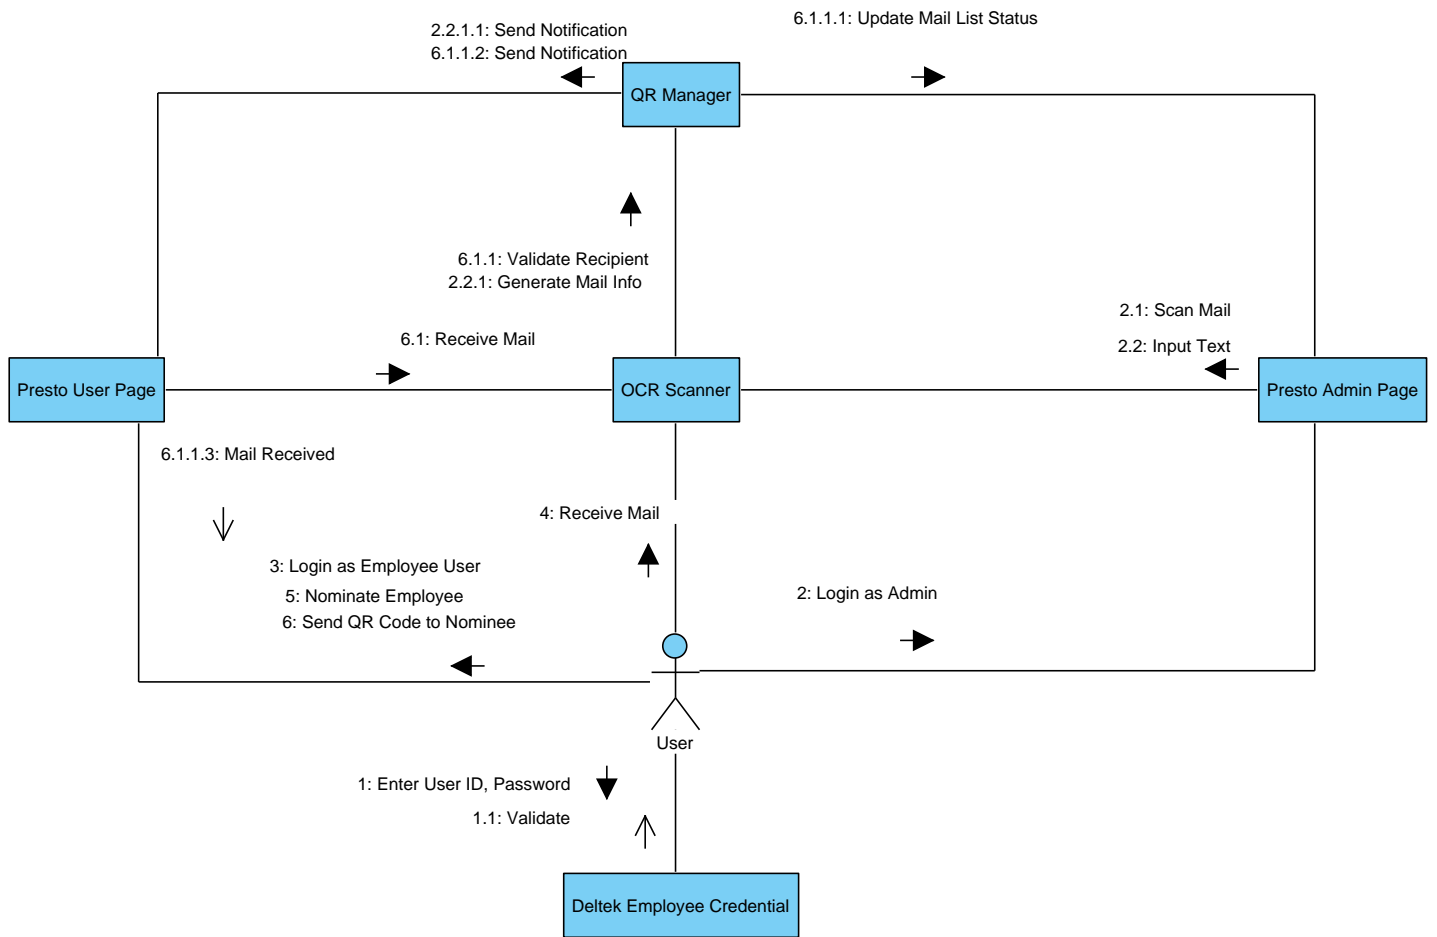 2.2.1.1: Send Notification
6.1.1.2: Send Notification
6.1.1.1: Update Mail List Status
QR Manager
6.1.1: Validate Recipient
2.2.1: Generate Mail Info
2.1: Scan Mail
2.2: Input Text
6.1: Receive Mail
Presto User Page
OCR Scanner
Presto Admin Page
6.1.1.3: Mail Received
4: Receive Mail
3: Login as Employee User
5: Nominate Employee
6: Send QR Code to Nominee
2: Login as Admin
User
1: Enter User ID, Password
1.1: Validate
Deltek Employee Credential